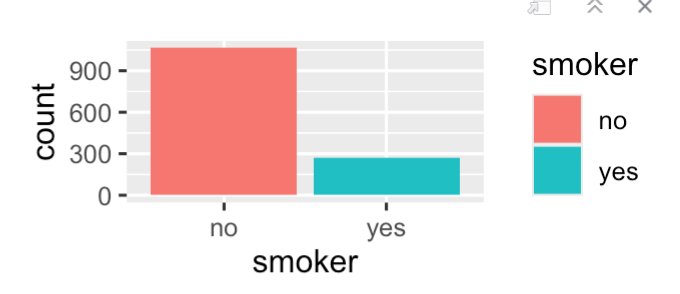 count
900
600
300
0
no
yes
smoker
smoker
no
yes